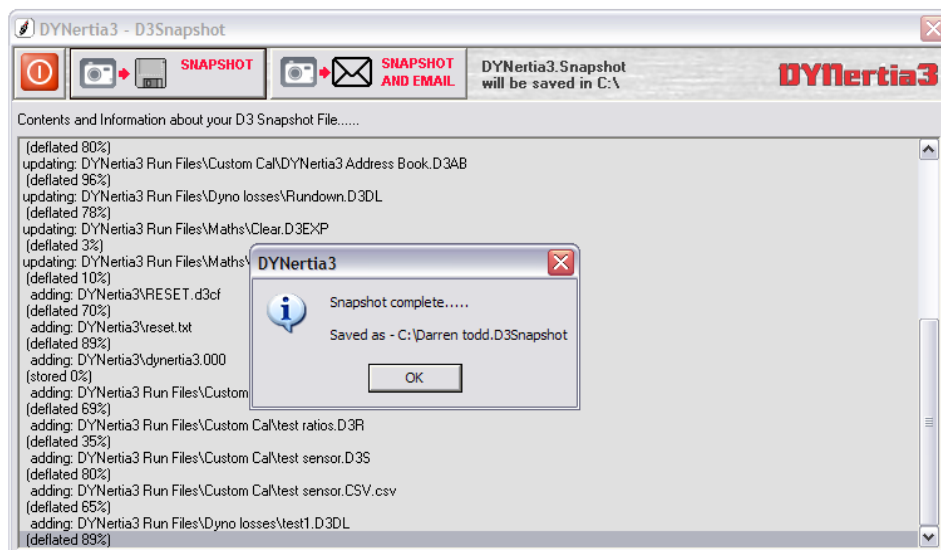 DYNertia3 - D3Snapshot
SNAPSHOT
SNAPSHOT
AND EMAIL
DYNertia3.Snapshot
will be saved in C:\
DYNertia3
Contents and Information about your D3 Snapshot File......
(deflated 80%)
updating: DYNertia3 Run Files\Custom Cal\DYNertia3 Address Book.D3AB
(deflated 96%)
updating: DYNertia3 Run Files\Dyno losses\Rundown.D3DL
(deflated 78%)
updating: DYNertia3 Run Files\Maths\Clear.D3EXP
(deflated 3%)
updating: DYNertia3 Run Files\Maths\
(deflated 10%)
adding: DYNertia3\RESET.d3cf
(deflated 70%)
adding: DYNertia3\reset.txt
(deflated 89%)
adding: DYNertia3\dynertia3.000
(stored 0%)
adding: DYNertia3 Run Files\Custom
(deflated 69%)
adding: DYNertia3 Run Files\Custom Cal\test ratios.D3R
(deflated 35%)
adding: DYNertia3 Run Files\Custom Cal\test sensor.D3S
(deflated 80%)
adding: DYNertia3 Run Files\Custom Cal\test sensor.CSV.csv
(deflated 65%)
adding: DYNertia3 Run Files\Dyno losses\test1.D3DL
(deflated 89%)
DYNertia3
Snapshot complete.....
Saved as - C:\Darren todd.D3Snapshot
OK